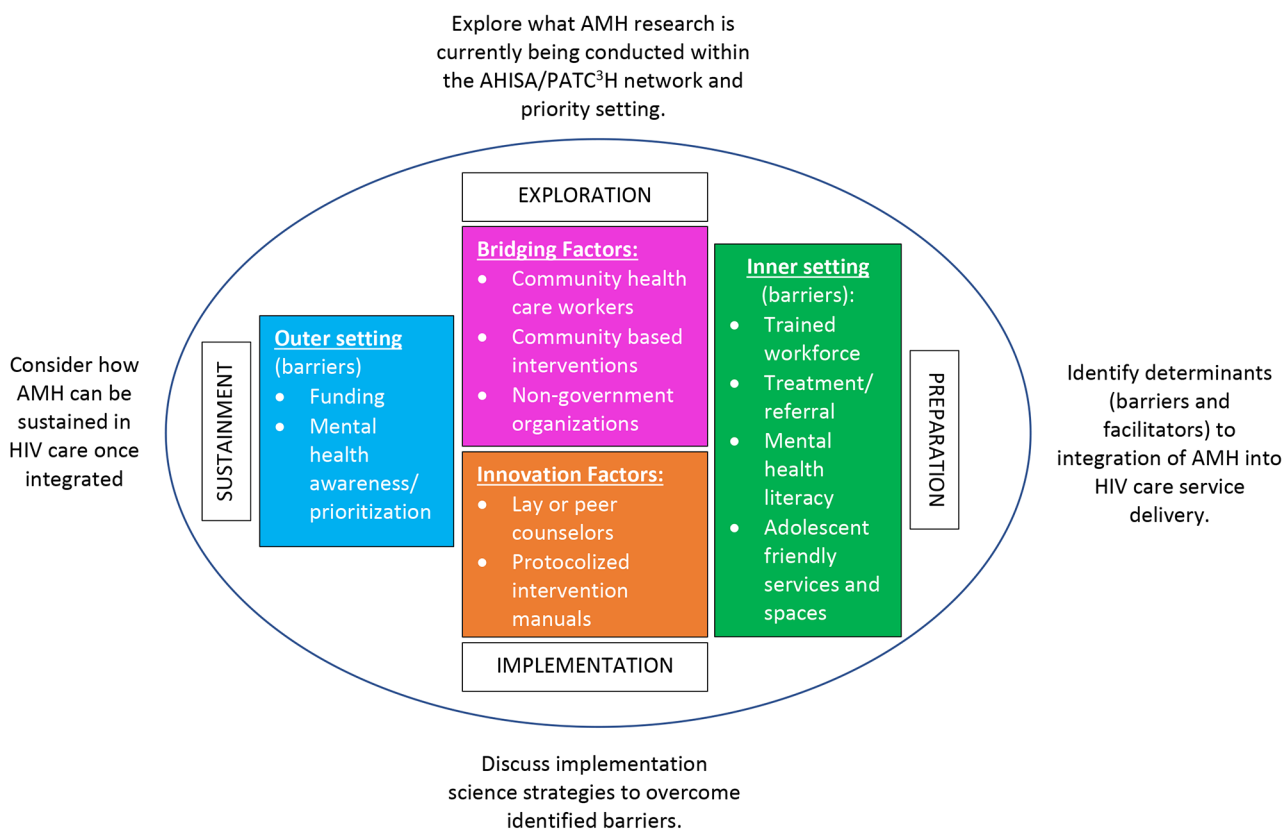 Explore what AMH research is
currently being conducted within
the AHISA/PATC³H network and
priority setting.
EXPLORATION
Bridging Factors:
● Community health
care workers
● Community based
interventions
● Non-government
organizations
Inner setting
(barriers):
● Trained
workforce
● Treatment/
referral
● Mental
health
literacy
● Adolescent
friendly
services and
spaces
Outer setting
(barriers)
● Funding
● Mental
health
awareness/
prioritization
Innovation Factors:
● Lay or peer
counselors
● Protocolized
intervention
manuals
SUSTAINMENT
PREPARATION
IMPLEMENTATION
Consider how
AMH can be
sustained in
HIV care once
integrated
Identify determinants
(barriers and
facilitators) to
integration of AMH into
HIV care service
delivery.
Discuss implementation
science strategies to overcome
identified barriers.